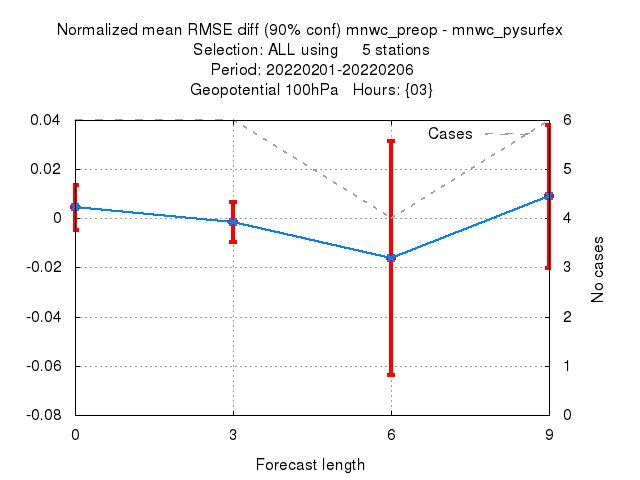 Normalized mean RMSE diff (90% conf) mnwc_preop - mnwc_pysurfex
Selection: ALL using     5 stations
Period: 20220201-20220206
Geopotential 100hPa   Hours: {03}
Cases
0.04
0.02
0
-0.02
-0.04
-0.06
-0.08
6
5
4
3
2
1
0
No cases
0
3
6
9
Forecast length